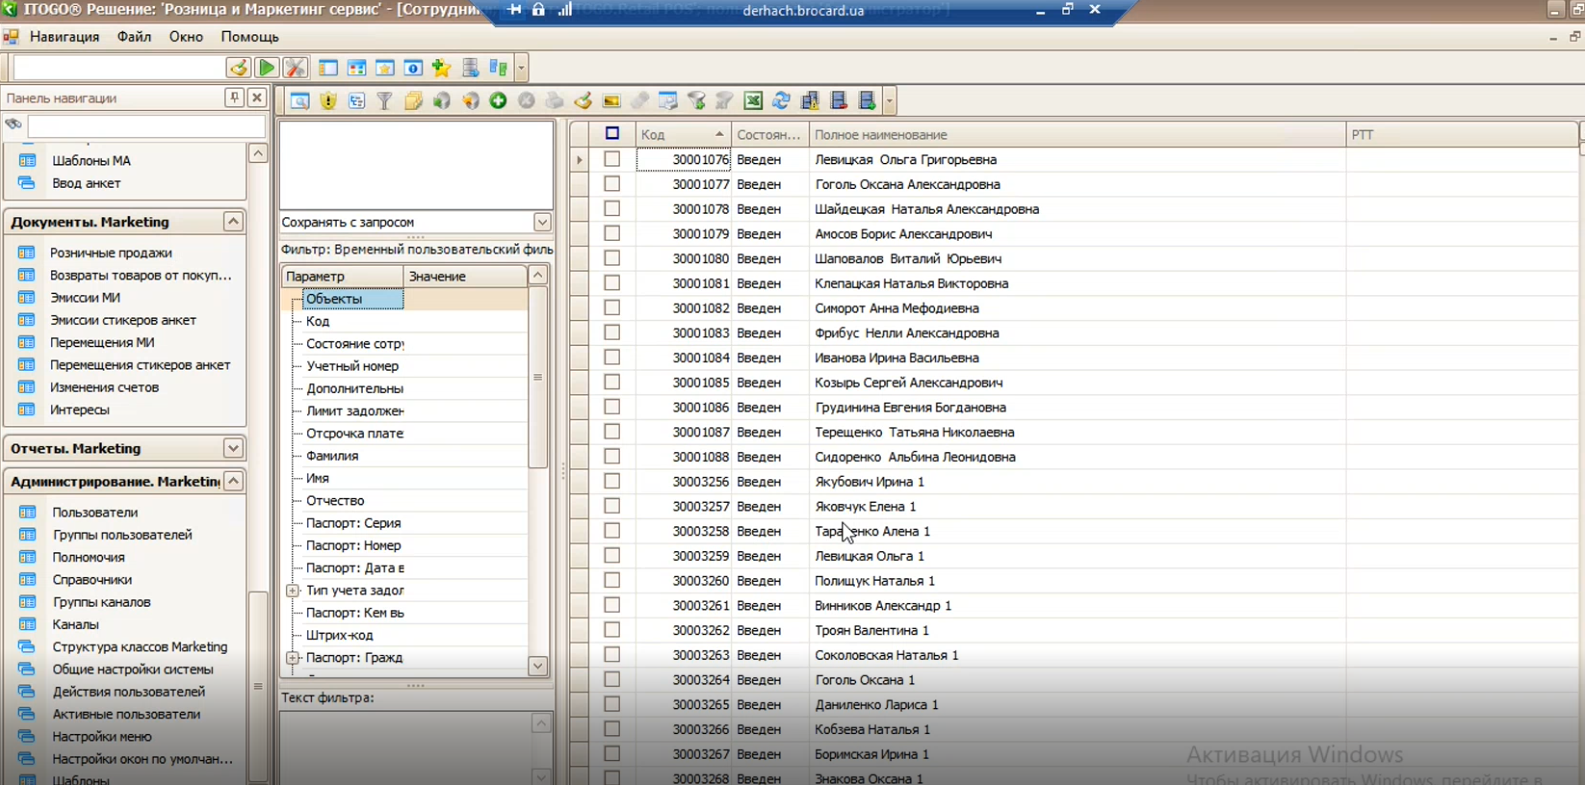 ITOGO® Решение: 'Розница и Маркетинг сервис' - [Сотрудник
derhach.brocard.ua
Навигация Файл Окно Помощь
Панель навигации
Шаблоны МА
Ввод анкет
Документы. Marketing
Розничные продажи
Возвраты товаров от покуп...
Эмиссии МИ
Эмиссии стикеров анкет
Перемещения МИ
Перемещения стикеров анкет
Изменения счетов
Интересы
Отчеты. Marketing
Администрирование. Marketing
Пользователи
Группы пользователей
Полномочия
Справочники
Группы каналов
Каналы
Структура классов Marketing
Общие настройки системы
Действия пользователей
Активные пользователи
Настройки меню
Настройки окон по умолчан...
Шаблоны
Сохранять с запросом
Фильтр: Временный пользовательский филь
Параметр Значение
Объекты
Код
Состояние сотру
Учетный номер
Дополнительны
Лимит задолжен
Отсрочка плате
Фамилия
Имя
Отчество
Паспорт: Серия
Паспорт: Номер
Паспорт: Дата в
Тип учета задол
Паспорт: Кем вы
Штрих-код
Паспорт: Гражд
Текст фильтра:
Код Состоян... Полное наименование РТТ
30001076 Введен Левицкая Ольга Григорьевна
30001077 Введен Гоголь Оксана Александровна
30001078 Введен Шайдецкая Наталья Александровна
30001079 Введен Амосов Борис Александрович
30001080 Введен Шаповалов Виталий Юрьевич
30001081 Введен Клепацкая Наталья Викторовна
30001082 Введен Симорот Анна Мефодиевна
30001083 Введен Фрибус Нелли Александровна
30001084 Введен Иванова Ирина Васильевна
30001085 Введен Козырь Сергей Александрович
30001086 Введен Грудинина Евгения Богдановна
30001087 Введен Терещенко Татьяна Николаевна
30001088 Введен Сидоренко Альбина Леонидовна
30003256 Введен Якубович Ирина 1
30003257 Введен Яковчук Елена 1
30003258 Введен Алена 1
30003259 Введен Левицкая Ольга 1
30003260 Введен Полищук Наталья 1
30003261 Введен Винников Александр 1
30003262 Введен Троян Валентина 1
30003263 Введен Соколовская Наталья 1
30003264 Введен Гоголь Оксана 1
30003265 Введен Даниленко Лариса 1
30003266 Введен Кобзева Наталья 1
30003267 Введен Боримская Ирина 1
30003268 Введен Знакова Оксана 1
Активация Windows
Чтобы активировать Windows, перейдите в